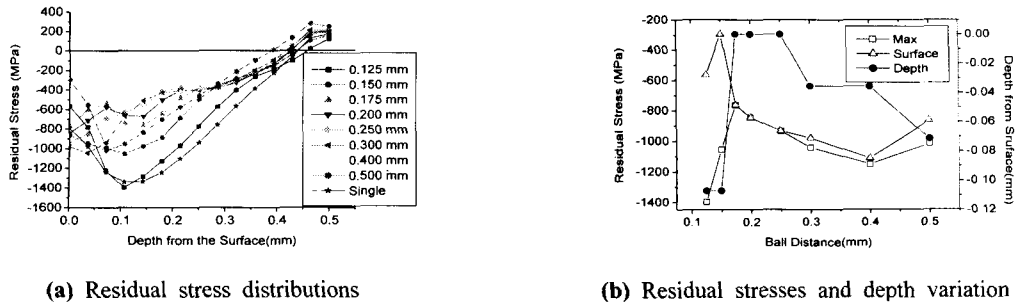 400
200
0
-200
-400
-600
-800
-1000
-1200
-1400
-1600
Residual Stress (MPa)
0.0 0.1 0.2 0.3 0.4 0.5
Depth from the Surface(mm)
0.125 mm
0.150 mm
0.175 mm
0.200 mm
0.250 mm
0.300 mm
0.400 mm
0.500 mm
Single
(a) Residual stress distributions
-200
-400
-600
-800
-1000
-1200
-1400
Residual Stress (MPa)
Max
Surface
Depth
0.00
-0.02
-0.04
-0.06
-0.08
-0.10
-0.12
Depth from Sruface(mm)
0.1 0.2 0.3 0.4 0.5
Ball Distance(mm)
(b) Residual stresses and depth variation